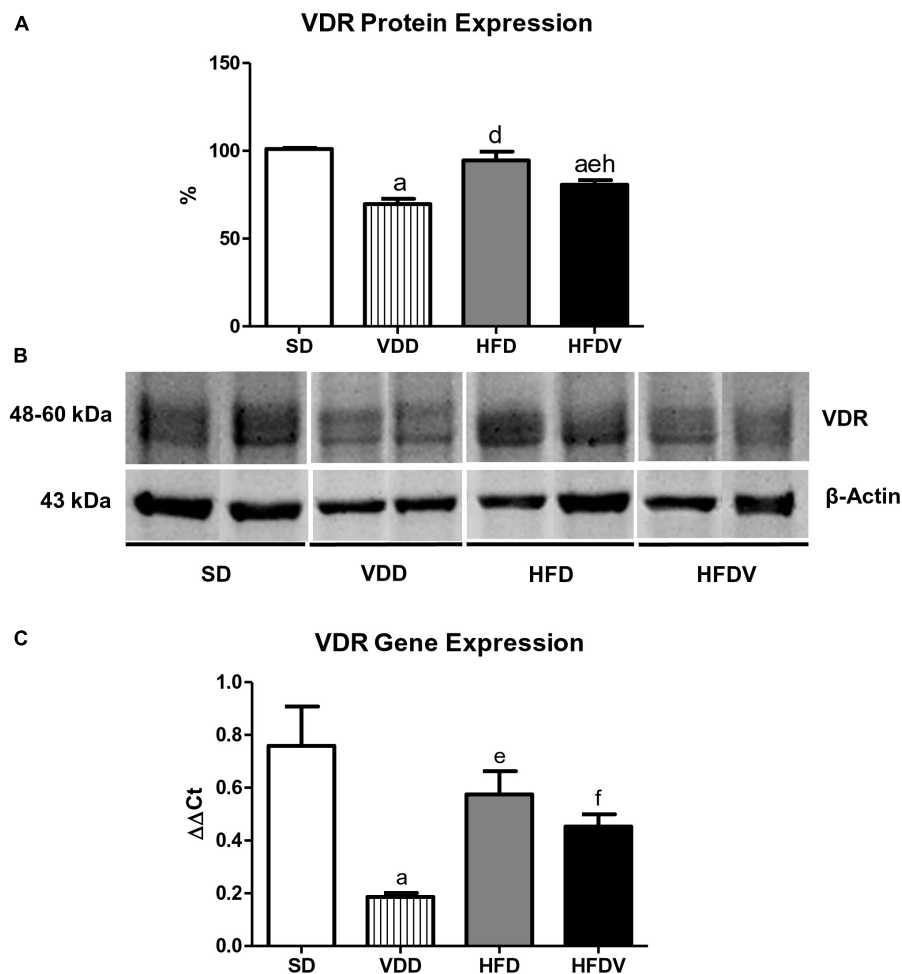 A
VDR Protein Expression
150
100
50
0
%
a
d
aeh
SD VDD HFD HFDV
B
48-60 kDa VDR
43 kDa β-Actin
SD VDD HFD HFDV
C
VDR Gene Expression
1.0
0.8
0.6
0.4
0.2
0.0
ΔΔCt
a
e
f
SD VDD HFD HFDV